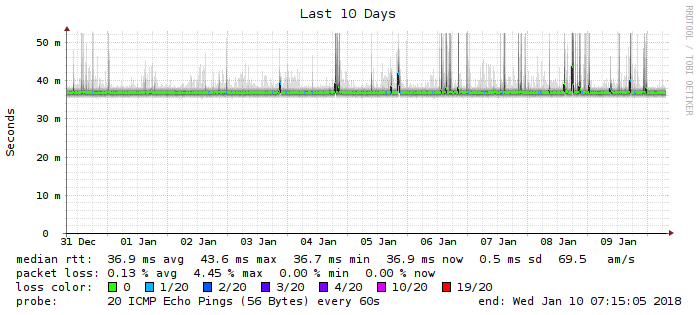 Last 10 Days
RRDTOOL / TOBI OETIKER
Seconds
50 m
40 m
30 m
20 m
10 m
0
31 Dec 01 Jan 02 Jan 03 Jan 04 Jan 05 Jan 06 Jan 07 Jan 08 Jan 09 Jan
median rtt: 36.9 ms avg 43.6 ms max 36.7 ms min 36.9 ms now 0.5 ms sd 69.5 am/s
packet loss: 0.13 % avg 4.45 % max 0.00 % min 0.00 % now
loss color: 0 1/20 2/20 3/20 4/20 10/20 19/20
probe: 20 ICMP Echo Pings (56 Bytes) every 60s end: Wed Jan 10 07:15:05 2018